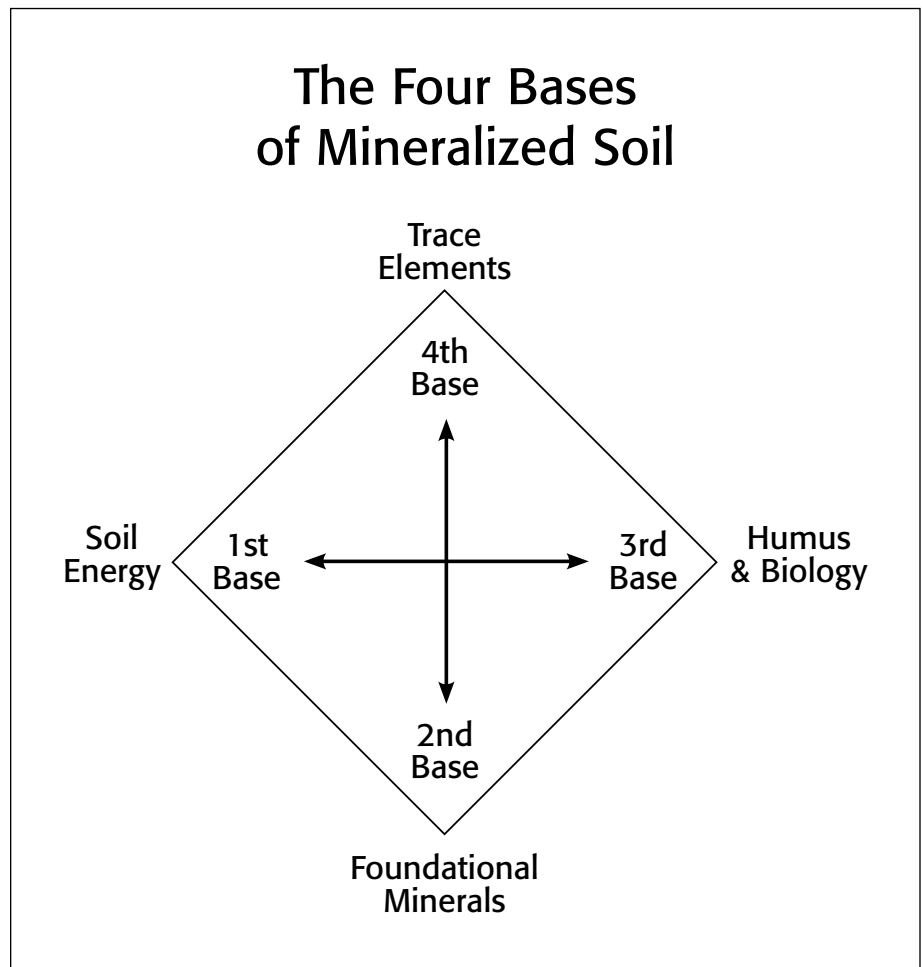 The Four Bases
of Mineralized Soil
Trace
Elements
4th
Base
Soil
Energy
1st
Base
3rd
Base
Humus
& Biology
2nd
Base
Foundational
Minerals